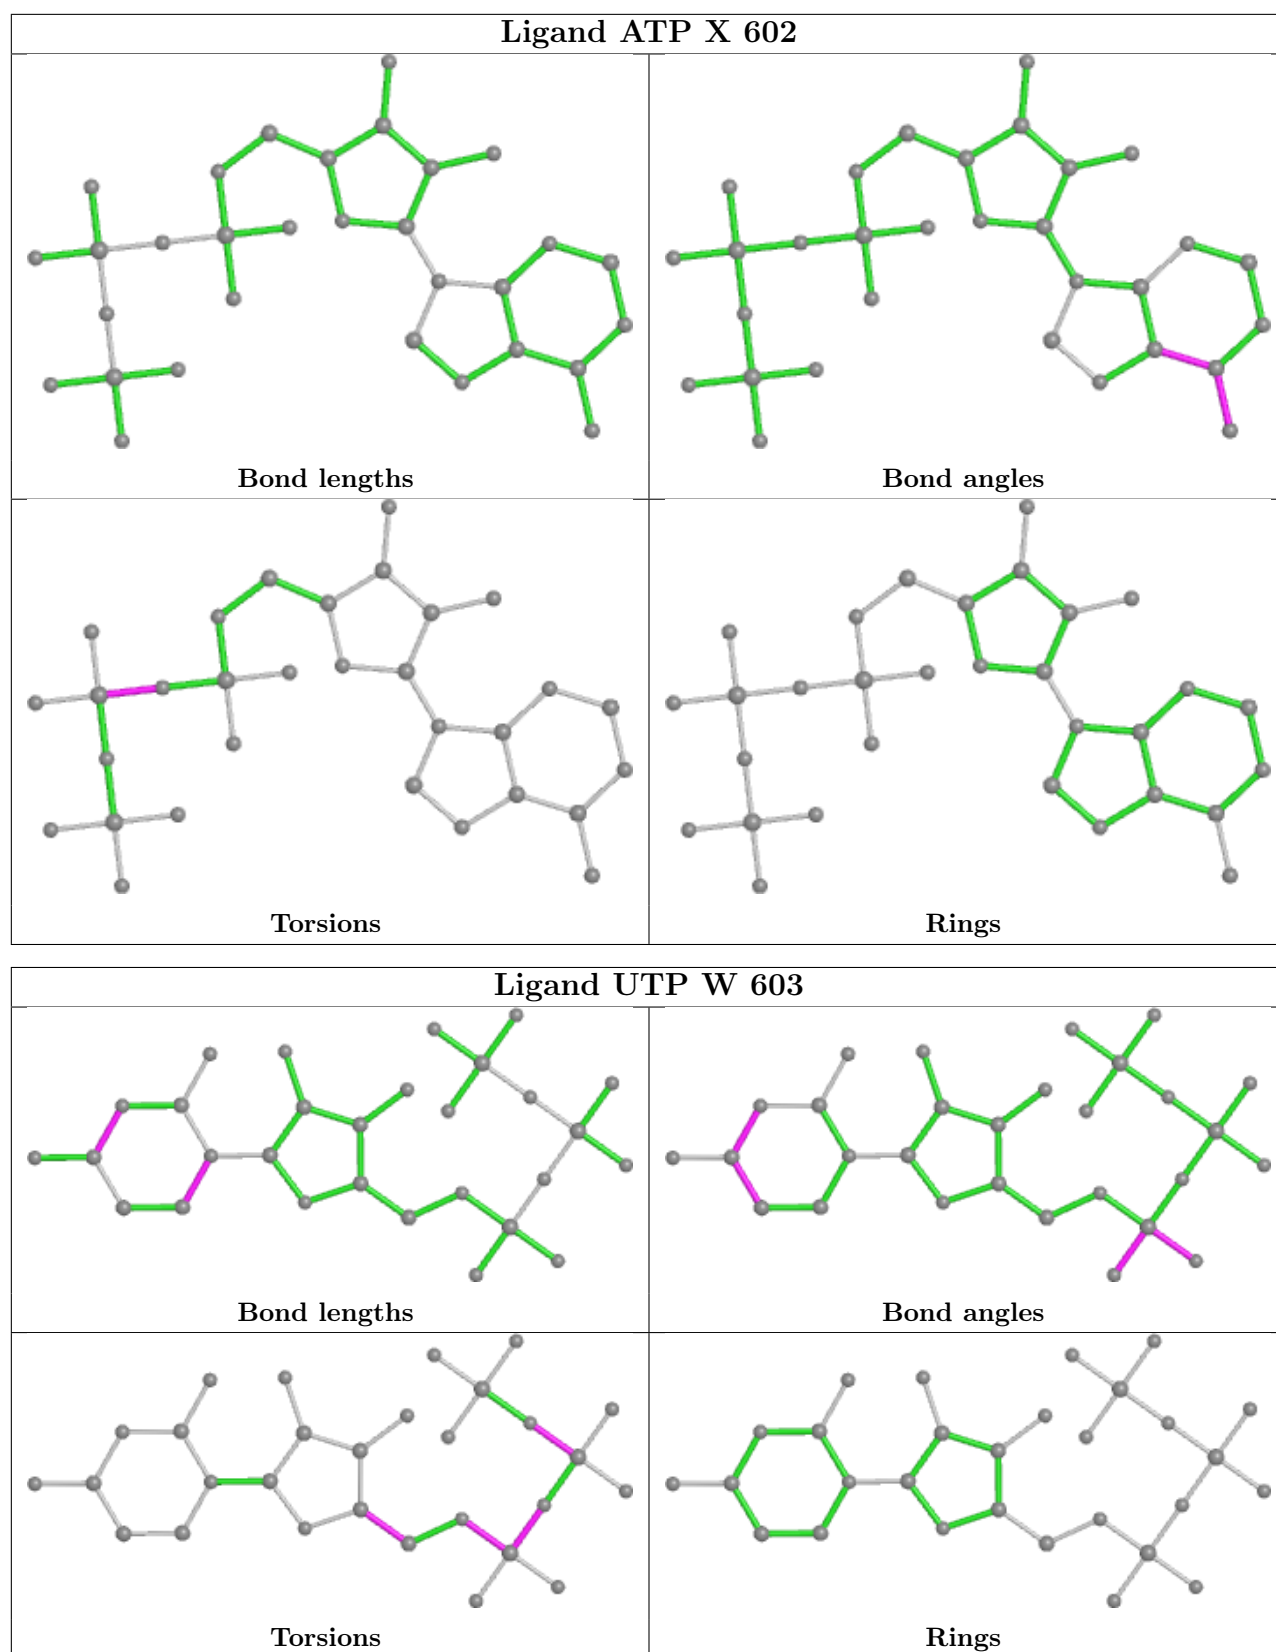 Ligand ATP X 602
Bond lengths
Bond angles
Torsions
Rings
Ligand UTP W 603
Bond lengths
Bond angles
Torsions
Rings